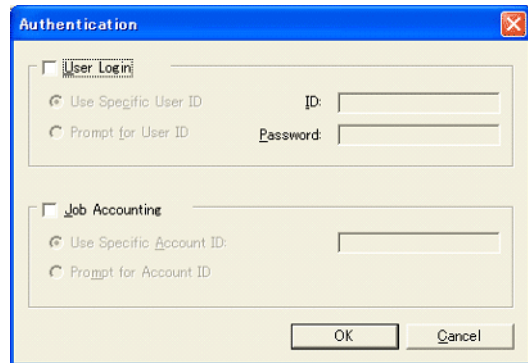 Authentication
User Login
Use Specific User ID
ID:
Prompt for User ID
Password:
Job Accounting
Use Specific Account ID:
Prompt for Account ID
OK
Cancel